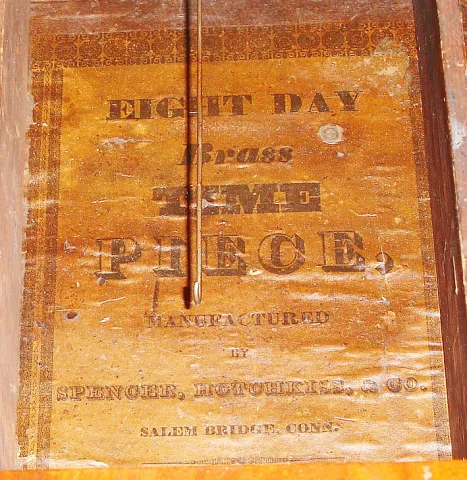 EIGHT DAY
Brass
TIME
PIECE,
MANUFACTURED
BY
SPENCER, HOTCHKISS, & CO.
SALEM BRIDGE, CONN.